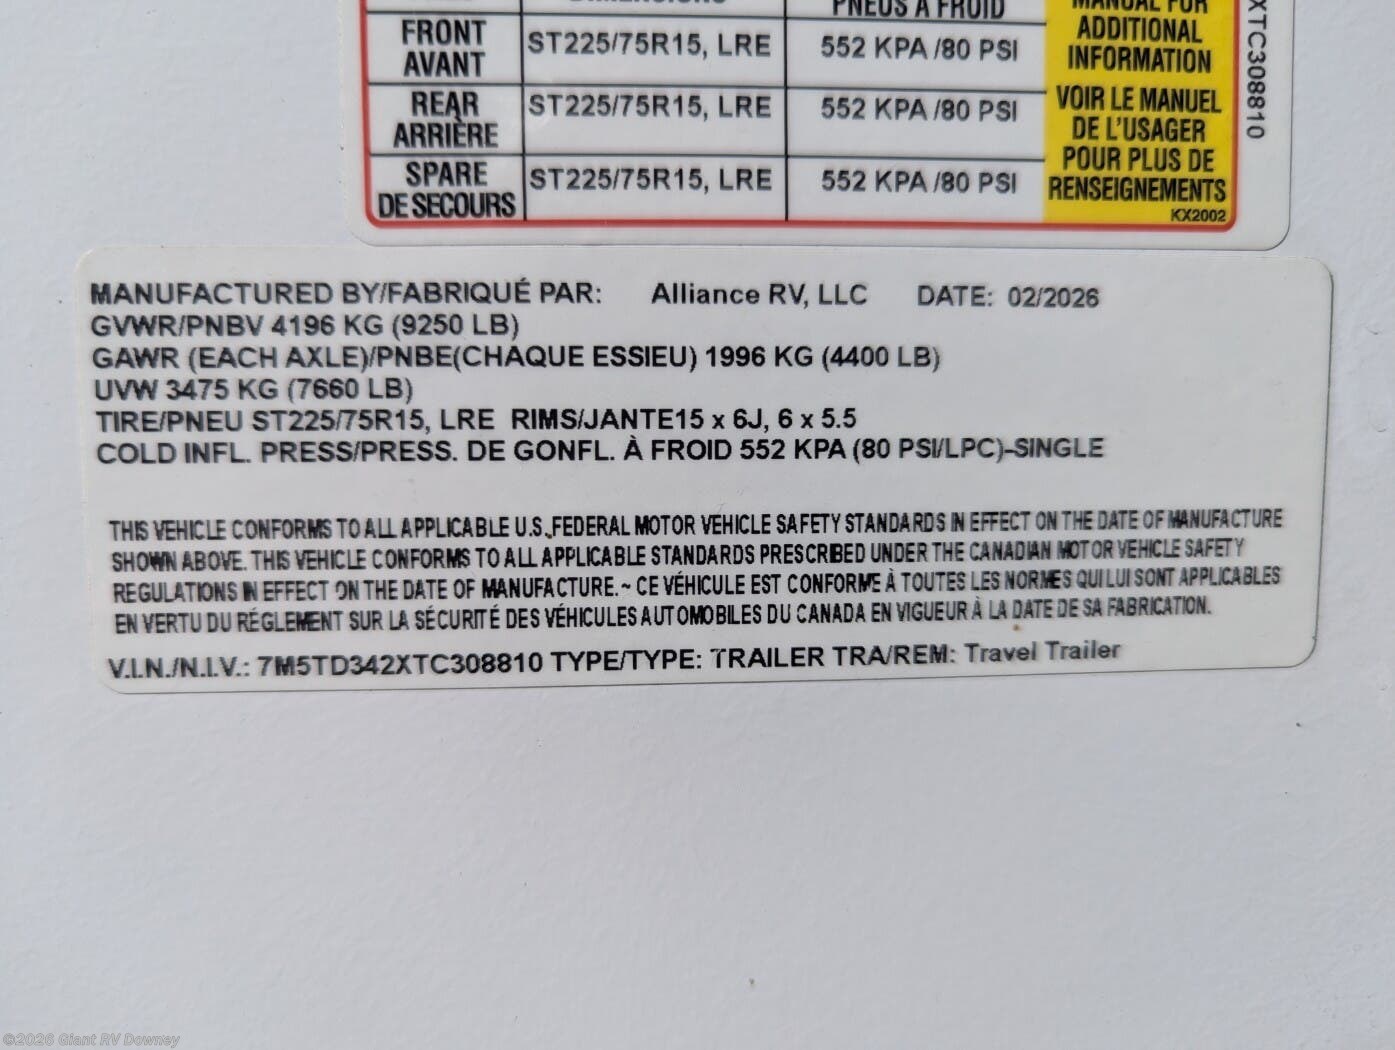 PNEUS À FROID
MANUAL FOR
ADDITIONAL
INFORMATION
FRONT
AVANT
ST225/75R15, LRE
552 KPA /80 PSI
REAR
ARRIÈRE
ST225/75R15, LRE
552 KPA /80 PSI
VOIR LE MANUEL
DE L'USAGER
POUR PLUS DE
RENSEIGNEMENTS
SPARE
DE SECOURS
ST225/75R15, LRE
552 KPA /80 PSI
KX2002
XTC308810
MANUFACTURED BY/FABRIQUÉ PAR: Alliance RV, LLC DATE: 02/2026
GVWR/PNBV 4196 KG (9250 LB)
GAWR (EACH AXLE)/PNBE(CHAQUE ESSIEU) 1996 KG (4400 LB)
UVW 3475 KG (7660 LB)
TIRE/PNEU ST225/75R15, LRE RIMS/JANTE15 x 6J, 6 x 5.5
COLD INFL. PRESS/PRESS. DE GONFL. À FROID 552 KPA (80 PSI/LPC)-SINGLE
THIS VEHICLE CONFORMS TO ALL APPLICABLE U.S. FEDERAL MOTOR VEHICLE SAFETY STANDARDS IN EFFECT ON THE DATE OF MANUFACTURE
SHOWN ABOVE. THIS VEHICLE CONFORMS TO ALL APPLICABLE STANDARDS PRESCRIBED UNDER THE CANADIAN MOTOR VEHICLE SAFETY
REGULATIONS IN EFFECT ON THE DATE OF MANUFACTURE. ~ CE VÉHICULE EST CONFORME À TOUTES LES NORMES QUI LUI SONT APPLICABLES
EN VERTU DU RÉGLEMENT SUR LA SÉCURITÉ DES VÉHICULES AUTOMOBILES DU CANADA EN VIGUEUR À LA DATE DE SA FABRICATION.
V.I.N./N.I.V.: 7M5TD342XTC308810 TYPE/TYPE: TRAILER TRA/REM: Travel Trailer
©2026 Giant RV Downey